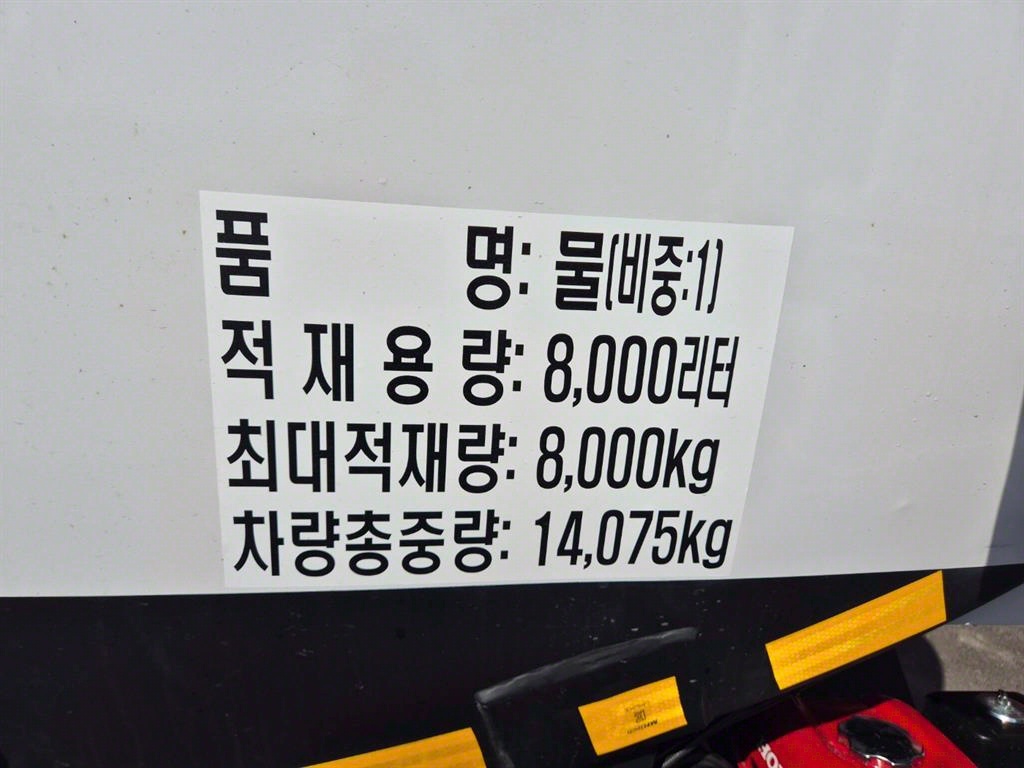 품 명: 물(비중:1)
적 재 용 량: 8,000리터
최대적재량: 8,000kg
차량총중량: 14,075kg